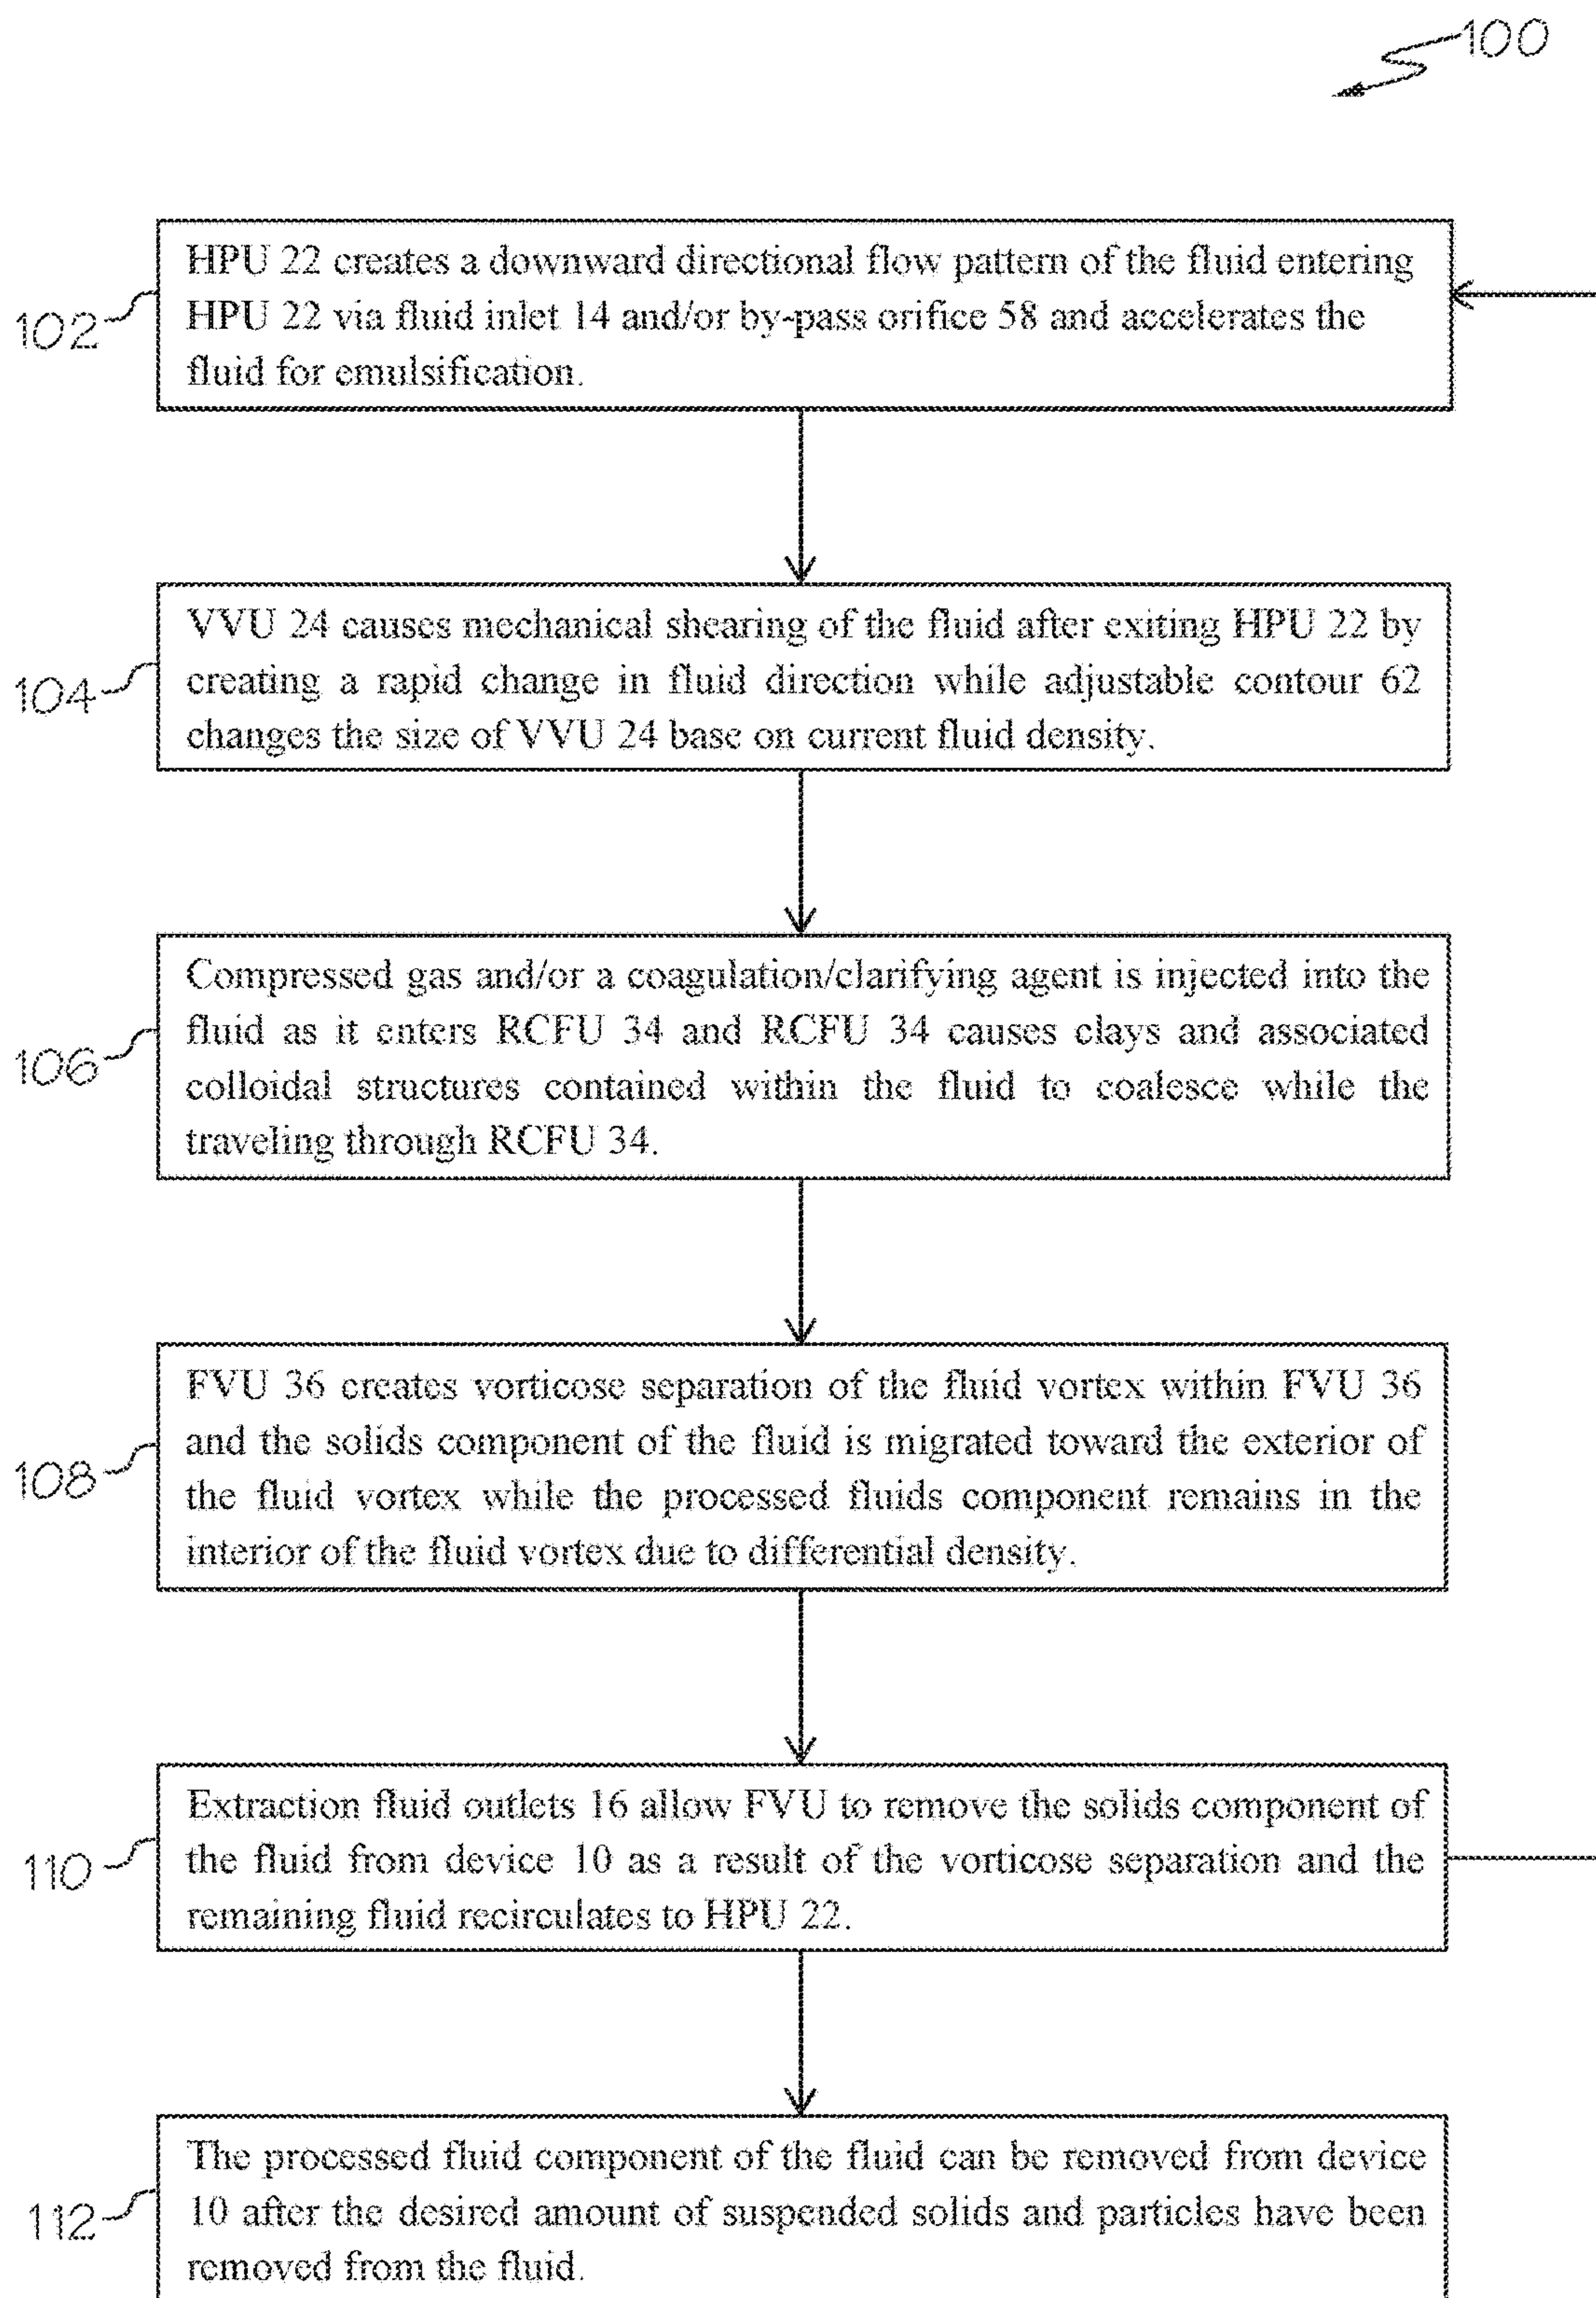 100
102
HPU 22 creates a downward directional flow pattern of the fluid entering
HPU 22 via fluid inlet 14 and/or by-pass orifice 58 and accelerates the
fluid for emulsification.
104
VVU 24 causes mechanical shearing of the fluid after exiting HPU 22 by
creating a rapid change in fluid direction while adjustable contour 62
changes the size of VVU 24 base on current fluid density.
106
Compressed gas and/or a coagulation/clarifying agent is injected into the
fluid as it enters RCFU 34 and RCFU 34 causes clays and associated
colloidal structures contained within the fluid to coalesce while the
traveling through RCFU 34.
108
FVU 36 creates vorticose separation of the fluid vortex within FVU 36
and the solids component of the fluid is migrated toward the exterior of
the fluid vortex while the processed fluids component remains in the
interior of the fluid vortex due to differential density.
110
Extraction fluid outlets 16 allow FVU to remove the solids component of
the fluid from device 10 as a result of the vorticose separation and the
remaining fluid recirculates to HPU 22.
112
The processed fluid component of the fluid can be removed from device
10 after the desired amount of suspended solids and particles have been
removed from the fluid.